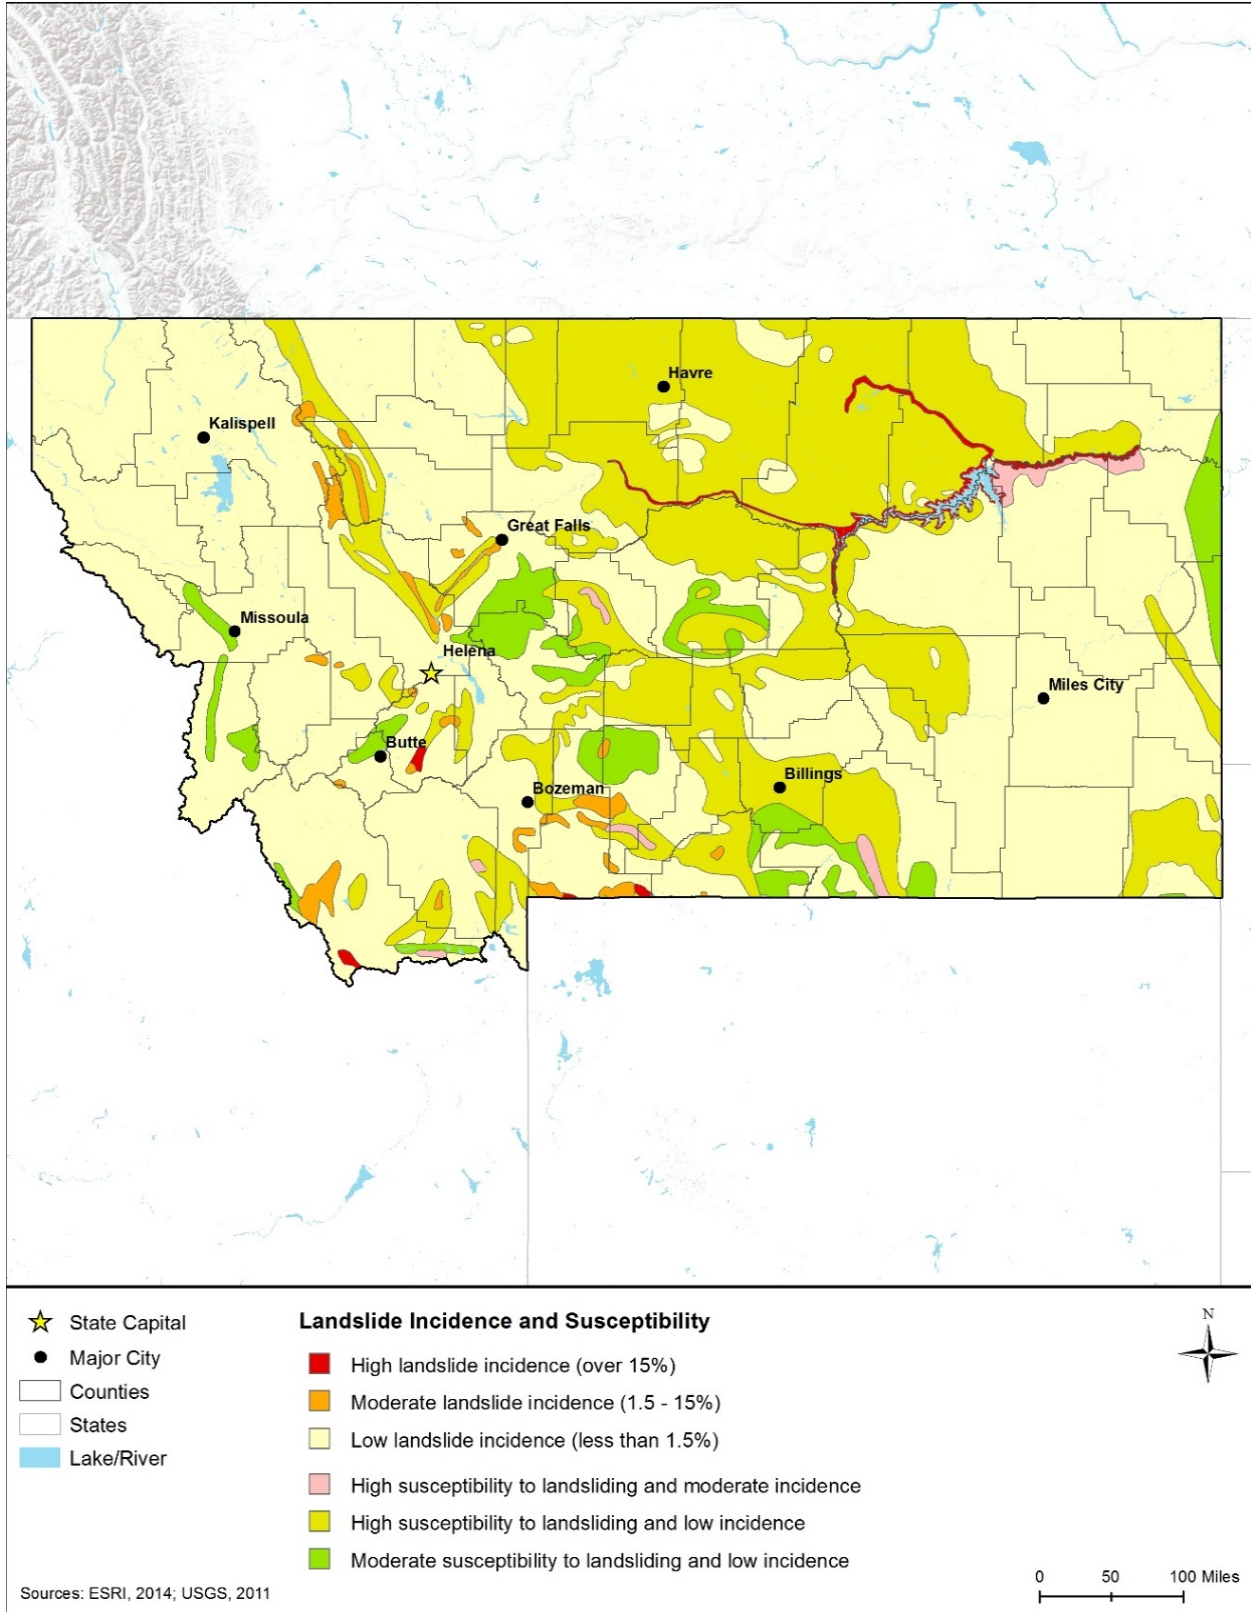 Havre
Kalispell
Great Falls
Missoula
Helena
Miles City
Butte
Billings
Bozeman
State Capital
Major City
Counties
States
Lake/River
Landslide Incidence and Susceptibility
High landslide incidence (over 15%)
Moderate landslide incidence (1.5 - 15%)
Low landslide incidence (less than 1.5%)
High susceptibility to landsliding and moderate incidence
High susceptibility to landsliding and low incidence
Moderate susceptibility to landsliding and low incidence
N
0 50 100 Miles
Sources: ESRI, 2014; USGS, 2011